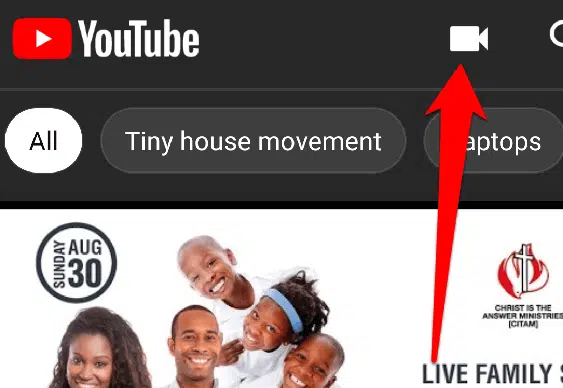 YouTube
All
Tiny house movement
aptops
SUNDAY
AUG
30
CHRIST IS THE
ANSWER MINISTRIES
[CITAM]
LIVE FAMILY S